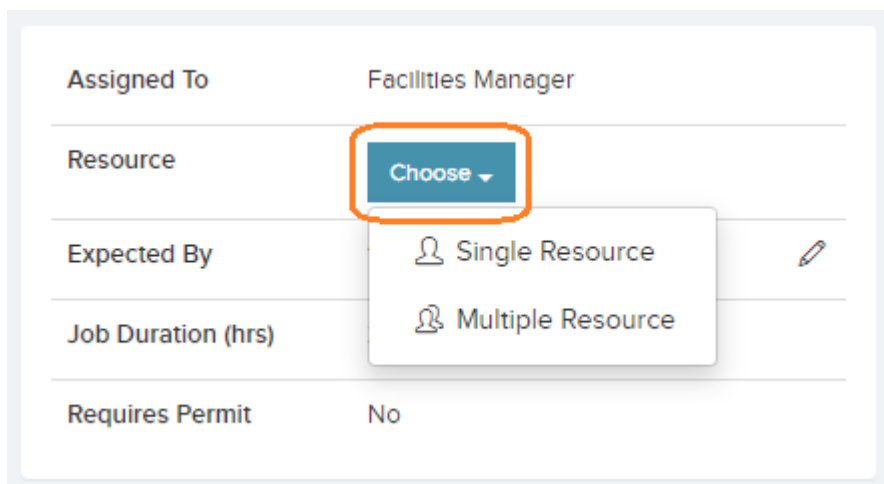 Assigned To Facilities Manager
Resource Choose
Single Resource
Expected By
Multiple Resource
Job Duration (hrs)
Requires Permit No